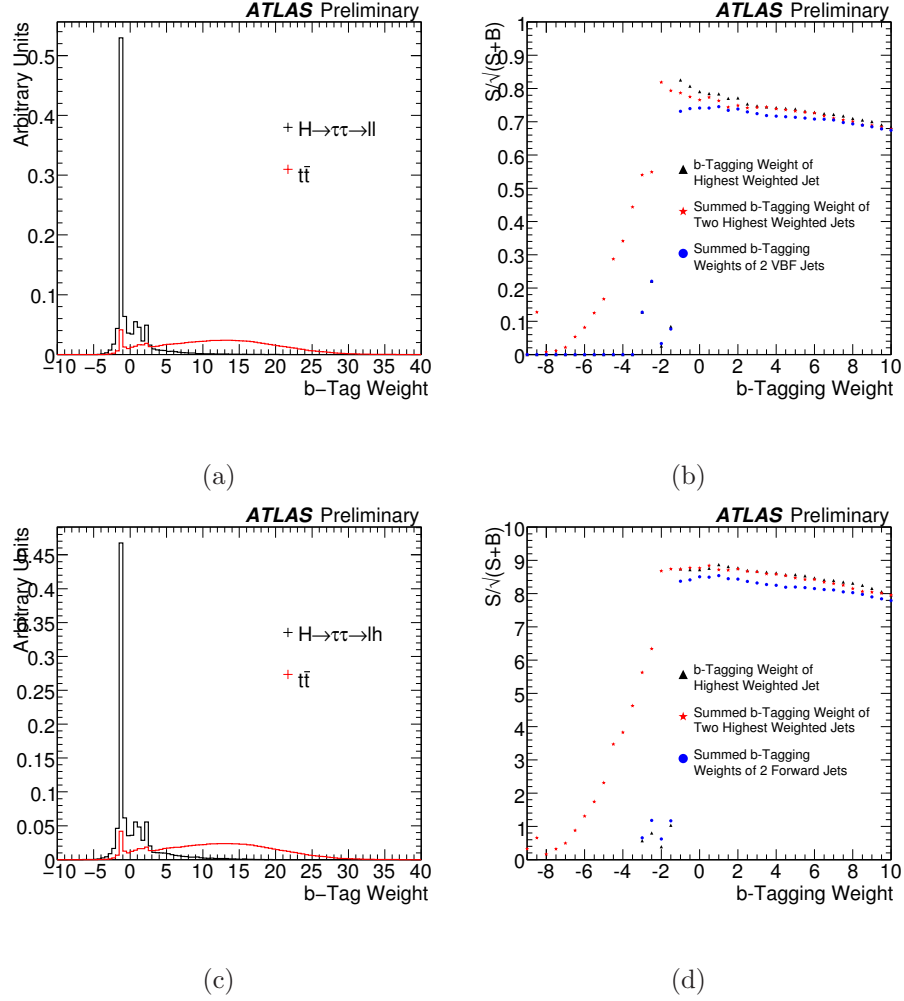 ATLAS Preliminary
Arbitrary Units
0.5
0.4
0.3
0.2
0.1
0
H→ττ→ll
tt̄
−10 −5 0 5 10 15 20 25 30 35 40
b−Tag Weight
(a)
ATLAS Preliminary
S/√(S+B)
1
0.9
0.8
0.7
0.6
0.5
0.4
0.3
0.2
0.1
0
b-Tagging Weight of
Highest Weighted Jet
Summed b-Tagging Weight of
Two Highest Weighted Jets
Summed b-Tagging
Weights of 2 VBF Jets
-8 -6 -4 -2 0 2 4 6 8 10
b-Tagging Weight
(b)
ATLAS Preliminary
Arbitrary Units
0.45
0.4
0.35
0.3
0.25
0.2
0.15
0.1
0.05
0
H→ττ→lh
tt̄
−10 −5 0 5 10 15 20 25 30 35 40
b−Tag Weight
(c)
ATLAS Preliminary
S/√(S+B)
10
9
8
7
6
5
4
3
2
1
0
b-Tagging Weight of
Highest Weighted Jet
Summed b-Tagging Weight of
Two Highest Weighted Jets
Summed b-Tagging
Weights of 2 Forward Jets
-8 -6 -4 -2 0 2 4 6 8 10
b-Tagging Weight
(d)